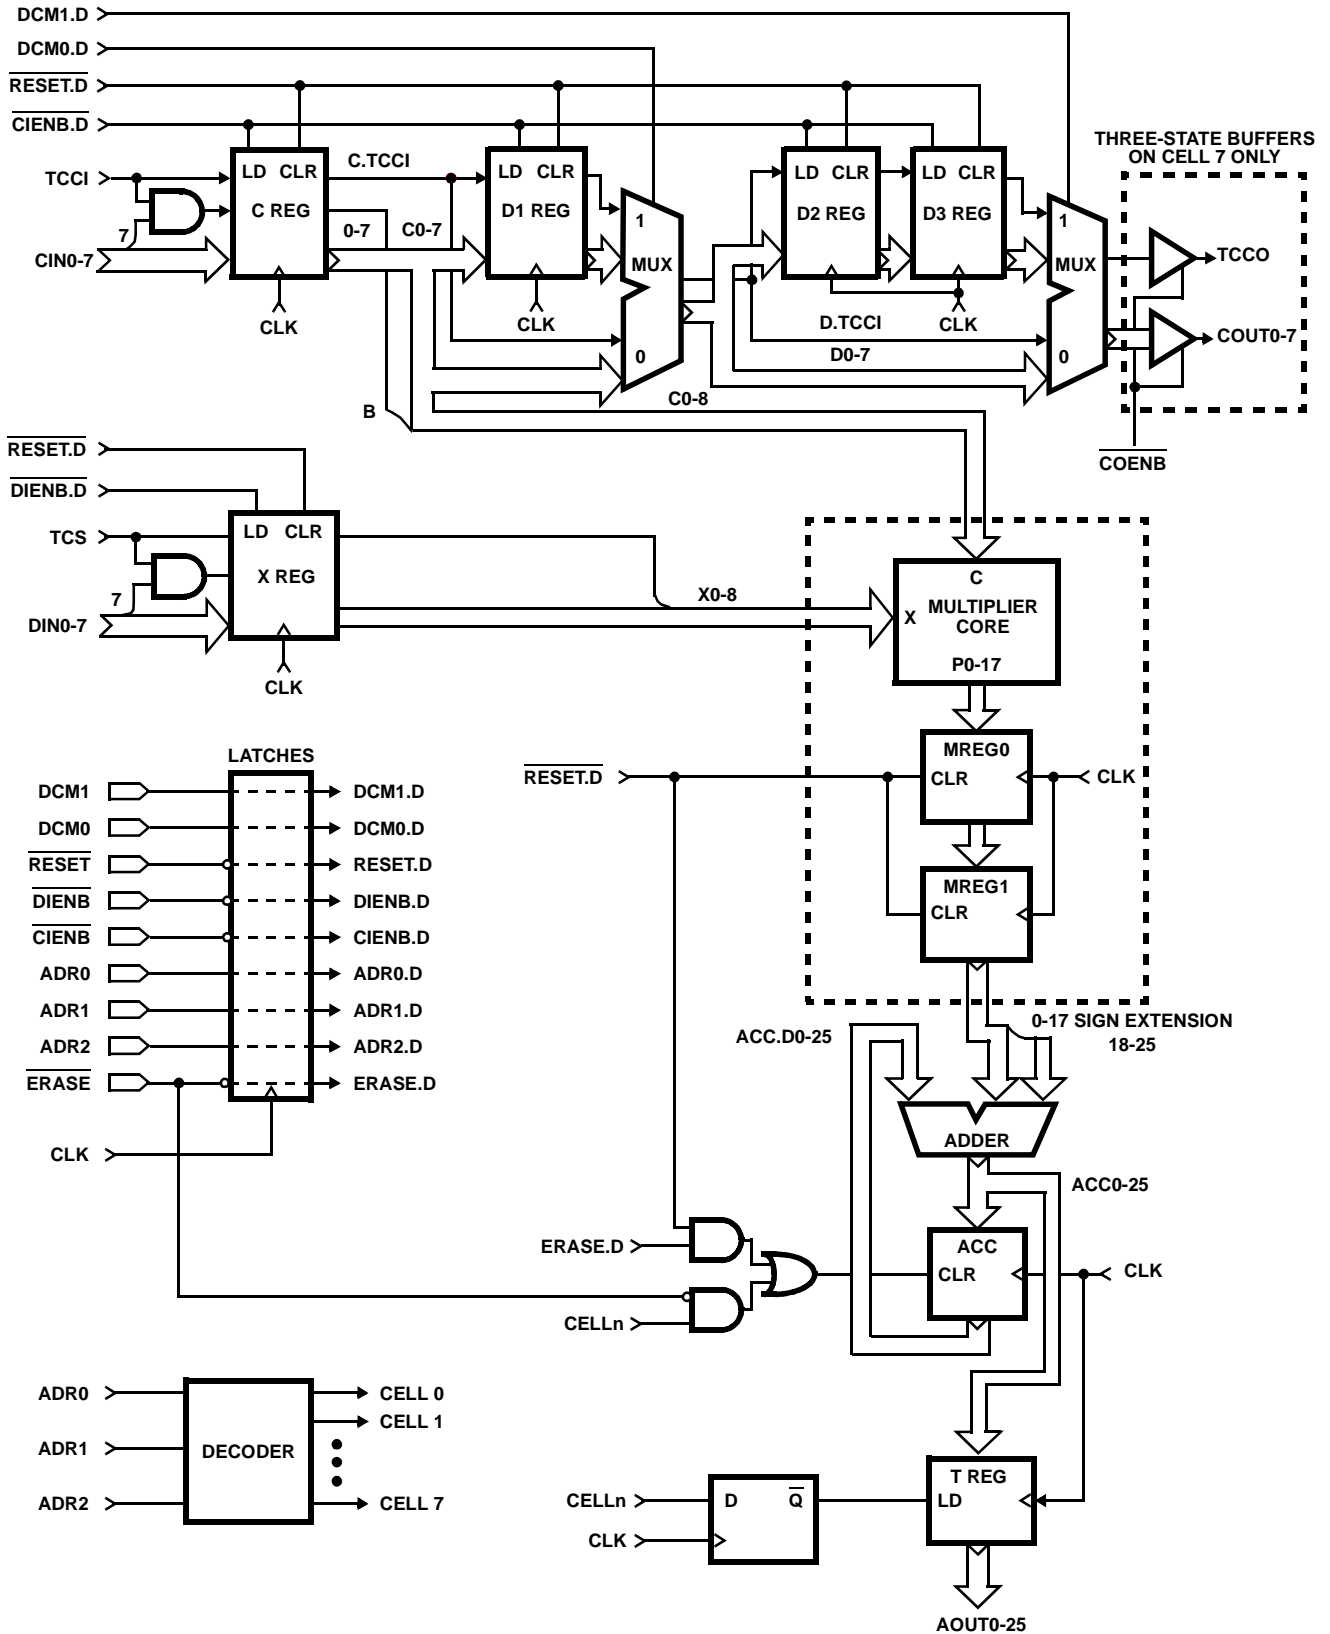 DCM1.D
DCM0.D
RESET.D
CIENB.D
THREE-STATE BUFFERS
ON CELL 7 ONLY
TCCI
LD CLR
C REG
C.TCCI
0-7
C0-7
LD CLR
D1 REG
1
MUX
0
LD CLR
D2 REG
LD CLR
D3 REG
1
MUX
0
TCCO
COUT0-7
7
CIN0-7
CLK
CLK
CLK
D.TCCI
D0-7
C0-8
B
COENB
RESET.D
DIENB.D
TCS
LD CLR
X REG
7
DIN0-7
CLK
X0-8
C
X
MULTIPLIER
CORE
P0-17
LATCHES
MREG0
CLR
RESET.D
CLK
MREG1
CLR
DCM1
DCM1.D
DCM0
DCM0.D
RESET
RESET.D
DIENB
DIENB.D
CIENB
CIENB.D
ADR0
ADR0.D
ADR1
ADR1.D
ADR2
ADR2.D
ERASE
ERASE.D
CLK
ACC.D0-25
0-17 SIGN EXTENSION
18-25
ADDER
ACC0-25
ERASE.D
CELLn
ACC
CLR
CLK
ADR0
ADR1
ADR2
DECODER
CELL 0
CELL 1
CELL 7
CELLn
CLK
D Q
T REG
LD
AOUT0-25